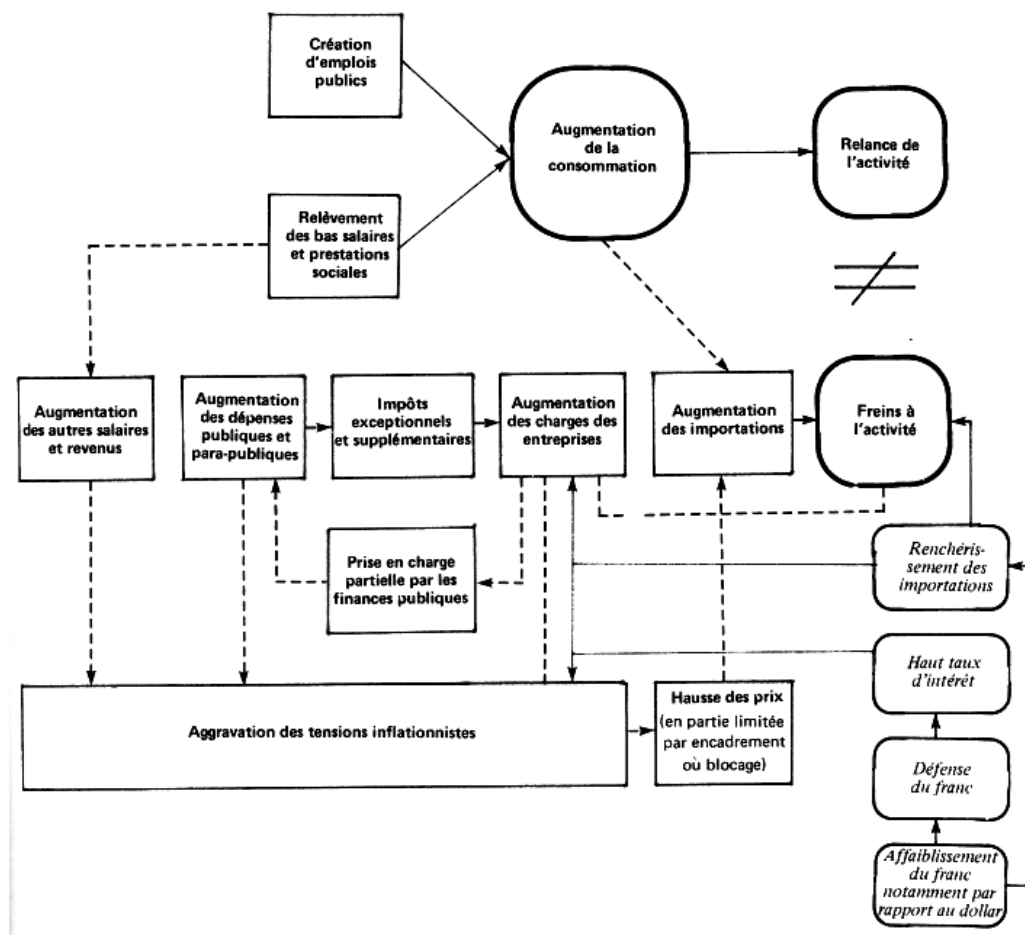 Création
d'emplois
publics
Augmentation
de la
consommation
Relance de
l'activité
Relèvement
des bas salaires
et prestations
sociales
Augmentation
des autres salaires
et revenus
Augmentation
des dépenses
publiques et
para-publiques
Impôts
exceptionnels
et supplémentaires
Augmentation
des charges des
entreprises
Augmentation
des importations
Freins à
l'activité
Prise en charge
partielle par les
finances publiques
Renchéris-
sement des
importations
Haut taux
d'intérêt
Aggravation des tensions inflationnistes
Hausse des prix
(en partie limitée
par encadrement
où blocage)
Défense
du franc
Affaiblissement
du franc
notamment par
rapport au dollar